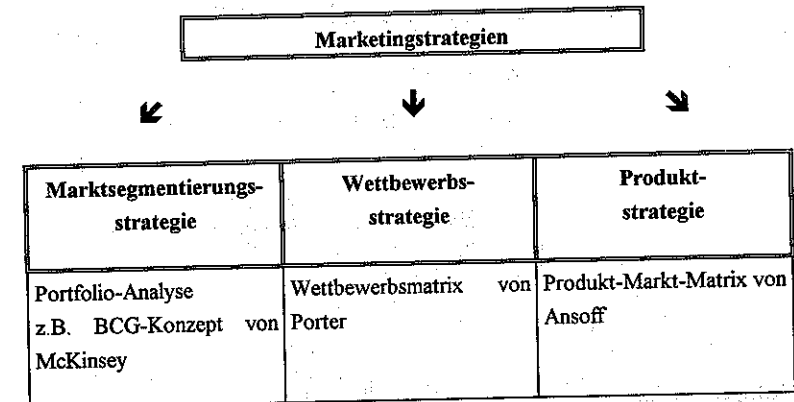 Marketingstrategien
Marktsegmentierungs-
strategie
Wettbewerbs-
strategie
Produkt-
strategie
Portfolio-Analyse
z.B. BCG-Konzept von
McKinsey
Wettbewerbsmatrix von
Porter
Produkt-Markt-Matrix von
Ansoff